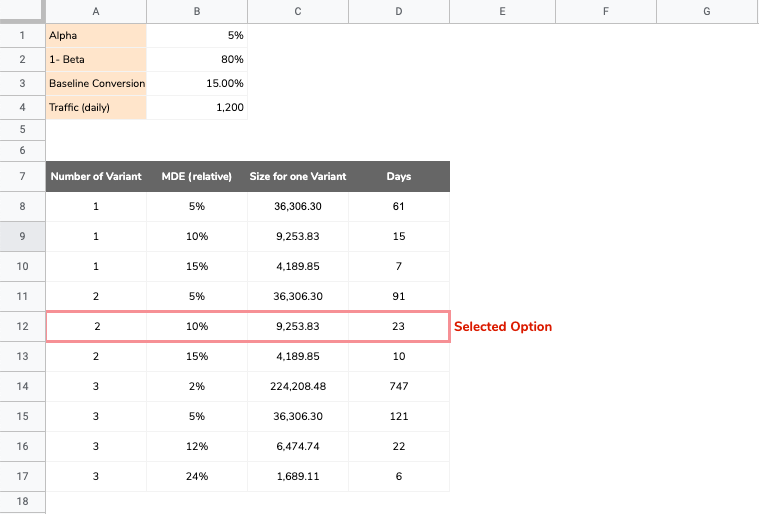 A B C D E F G
1 Alpha 5%
2 1- Beta 80%
3 Baseline Conversion 15.00%
4 Traffic (daily) 1,200
5
6
7 Number of Variant MDE (relative) Size for one Variant Days
8 1 5% 36,306.30 61
9 1 10% 9,253.83 15
10 1 15% 4,189.85 7
11 2 5% 36,306.30 91
12 2 10% 9,253.83 23 Selected Option
13 2 15% 4,189.85 10
14 3 2% 224,208.48 747
15 3 5% 36,306.30 121
16 3 12% 6,474.74 22
17 3 24% 1,689.11 6
18